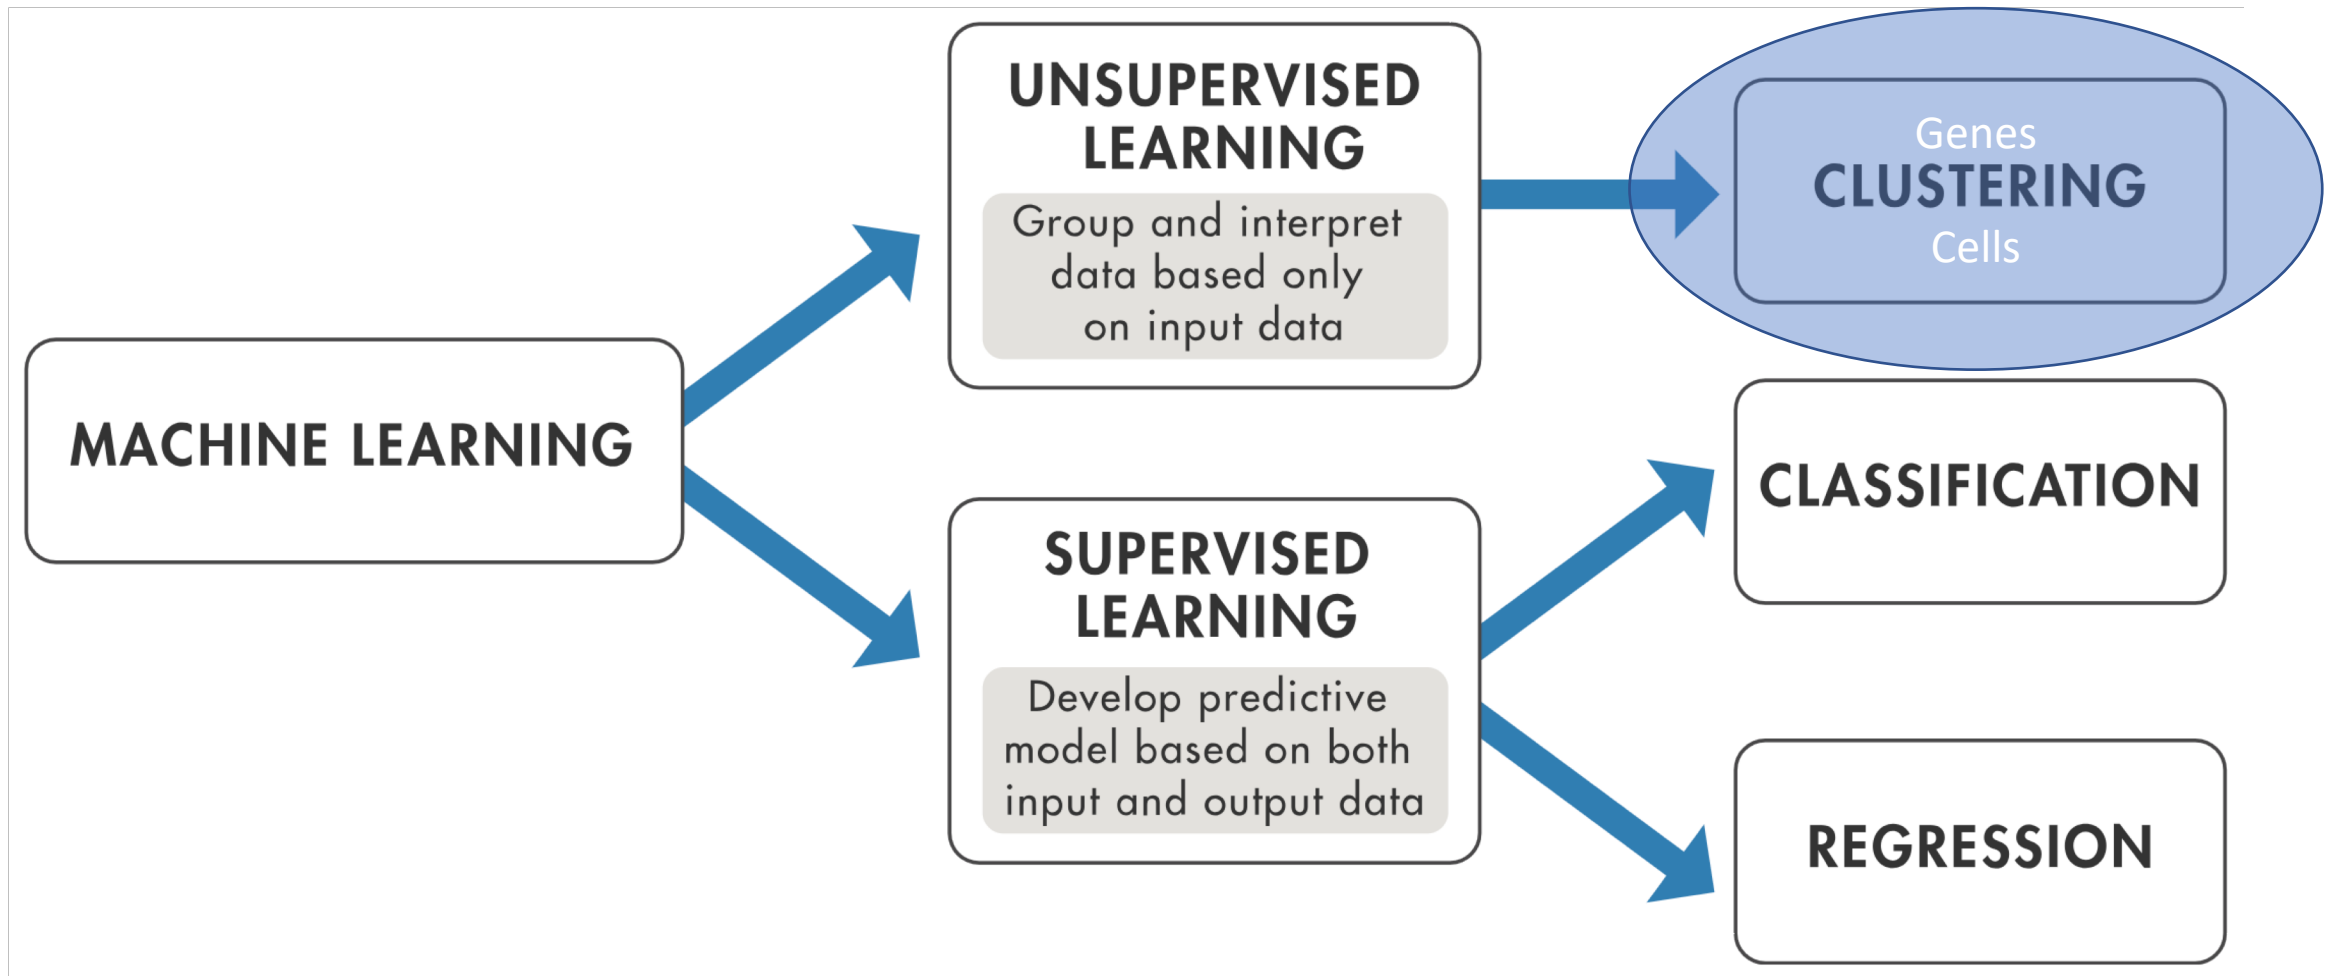 MACHINE LEARNING
UNSUPERVISED
LEARNING
Group and interpret
data based only
on input data
Genes
CLUSTERING
Cells
SUPERVISED
LEARNING
Develop predictive
model based on both
input and output data
CLASSIFICATION
REGRESSION